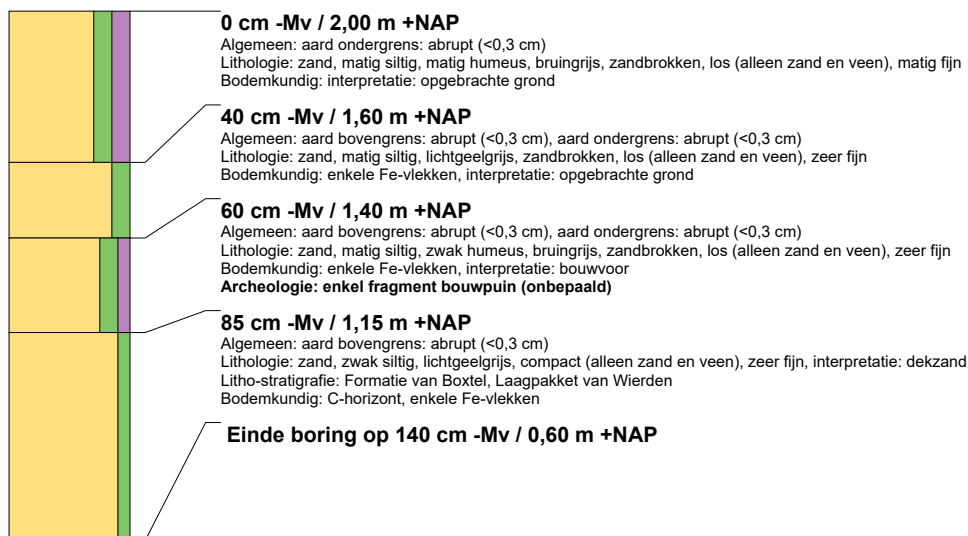 0 cm -Mv / 2,00 m +NAP
Algemeen: aard ondergrens: abrupt (<0,3 cm)
Lithologie: zand, matig siltig, matig humeus, bruingrijs, zandbrokken, los (alleen zand en veen), matig fijn
Bodemkundig: interpretatie: opgebrachte grond
40 cm -Mv / 1,60 m +NAP
Algemeen: aard bovengrens: abrupt (<0,3 cm), aard ondergrens: abrupt (<0,3 cm)
Lithologie: zand, matig siltig, lichtgeelgrijs, zandbrokken, los (alleen zand en veen), zeer fijn
Bodemkundig: enkele Fe-vlekken, interpretatie: opgebrachte grond
60 cm -Mv / 1,40 m +NAP
Algemeen: aard bovengrens: abrupt (<0,3 cm), aard ondergrens: abrupt (<0,3 cm)
Lithologie: zand, matig siltig, zwak humeus, bruingrijs, zandbrokken, los (alleen zand en veen), zeer fijn
Bodemkundig: enkele Fe-vlekken, interpretatie: bouwvoor
Archeologie: enkel fragment bouwpuin (onbepaald)
85 cm -Mv / 1,15 m +NAP
Algemeen: aard bovengrens: abrupt (<0,3 cm)
Lithologie: zand, zwak siltig, lichtgeelgrijs, compact (alleen zand en veen), zeer fijn, interpretatie: dekzand
Litho-stratigrafie: Formatie van Boxtel, Laagpakket van Wierden
Bodemkundig: C-horizont, enkele Fe-vlekken
Einde boring op 140 cm -Mv / 0,60 m +NAP